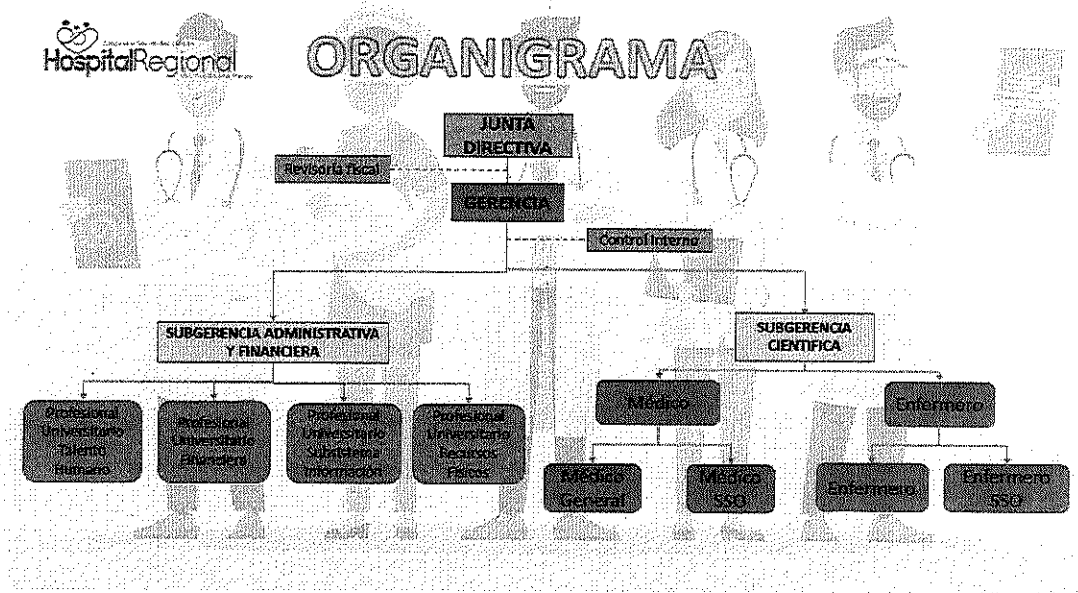 HospitalRegional
ORGANIGRAMA
JUNTA
DIRECTIVA
Revisoría fiscal
GERENCIA
Control Interno
SUBGERENCIA ADMINISTRATIVA
Y FINANCIERA
SUBGERENCIA
CIENTIFICA
Profesional
Universitario
Talento
Humano
Profesional
Universitario
Financiera
Profesional
Universitario
Subsistema
Información
Profesional
Universitario
Recursos
Físicos
Médico
Enfermero
Médico
General
Médico
SSO
Enfermero
Enfermero
SSO